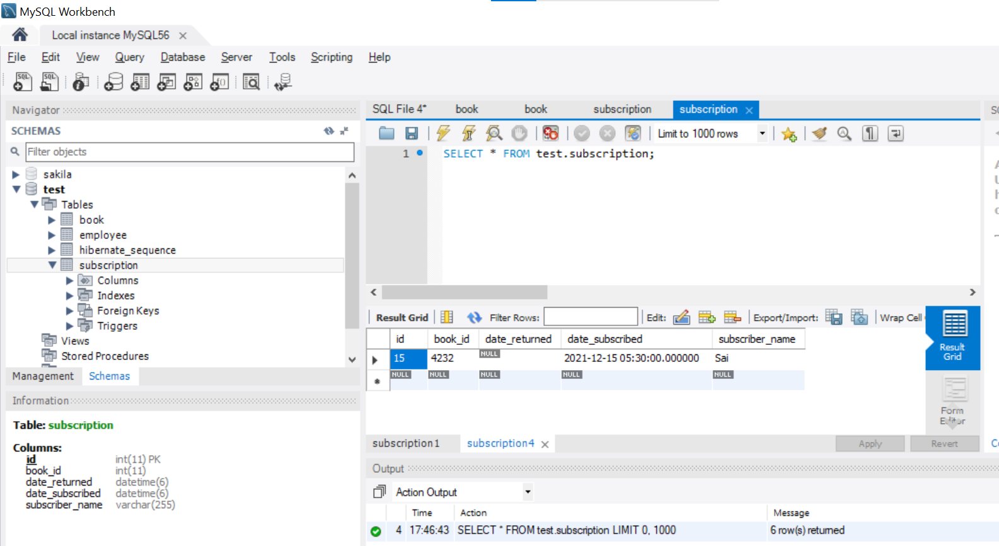 MySQL Workbench
Local instance MySQL56
File Edit View Query Database Server Tools Scripting Help
Navigator
SCHEMAS
Filter objects
sakila
test
Tables
book
employee
hibernate_sequence
subscription
Columns
Indexes
Foreign Keys
Triggers
Views
Stored Procedures
Management Schemas
Information
Table: subscription
Columns:
id int(11) PK
book_id int(11)
date_returned datetime(6)
date_subscribed datetime(6)
subscriber_name varchar(255)
SQL File 4* book book subscription subscription
Limit to 1000 rows
1 SELECT * FROM test.subscription;
Result Grid Filter Rows: Edit: Export/Import: Wrap Cell
id book_id date_returned date_subscribed subscriber_name
15 4232 NULL 2021-12-15 05:30:00.000000 Sai
NULL NULL NULL NULL NULL
Result
Grid
Form
Editor
subscription1 subscription4 Apply Revert
Output
Action Output
Time Action Message
4 17:46:43 SELECT * FROM test.subscription LIMIT 0, 1000 6 row(s) returned